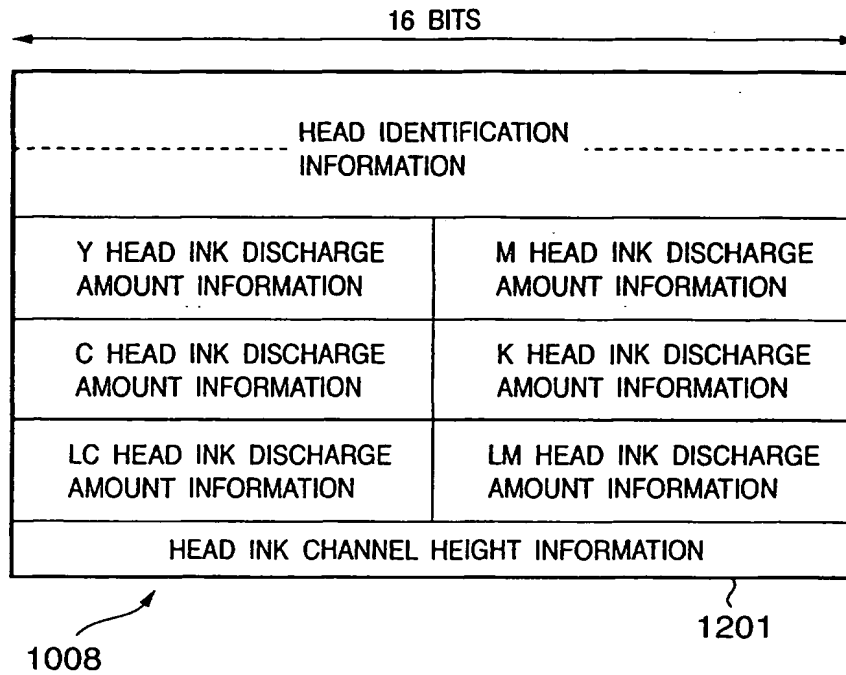 16 BITS
HEAD IDENTIFICATION
INFORMATION
Y HEAD INK DISCHARGE
AMOUNT INFORMATION
M HEAD INK DISCHARGE
AMOUNT INFORMATION
C HEAD INK DISCHARGE
AMOUNT INFORMATION
K HEAD INK DISCHARGE
AMOUNT INFORMATION
LC HEAD INK DISCHARGE
AMOUNT INFORMATION
LM HEAD INK DISCHARGE
AMOUNT INFORMATION
HEAD INK CHANNEL HEIGHT INFORMATION
1201
1008